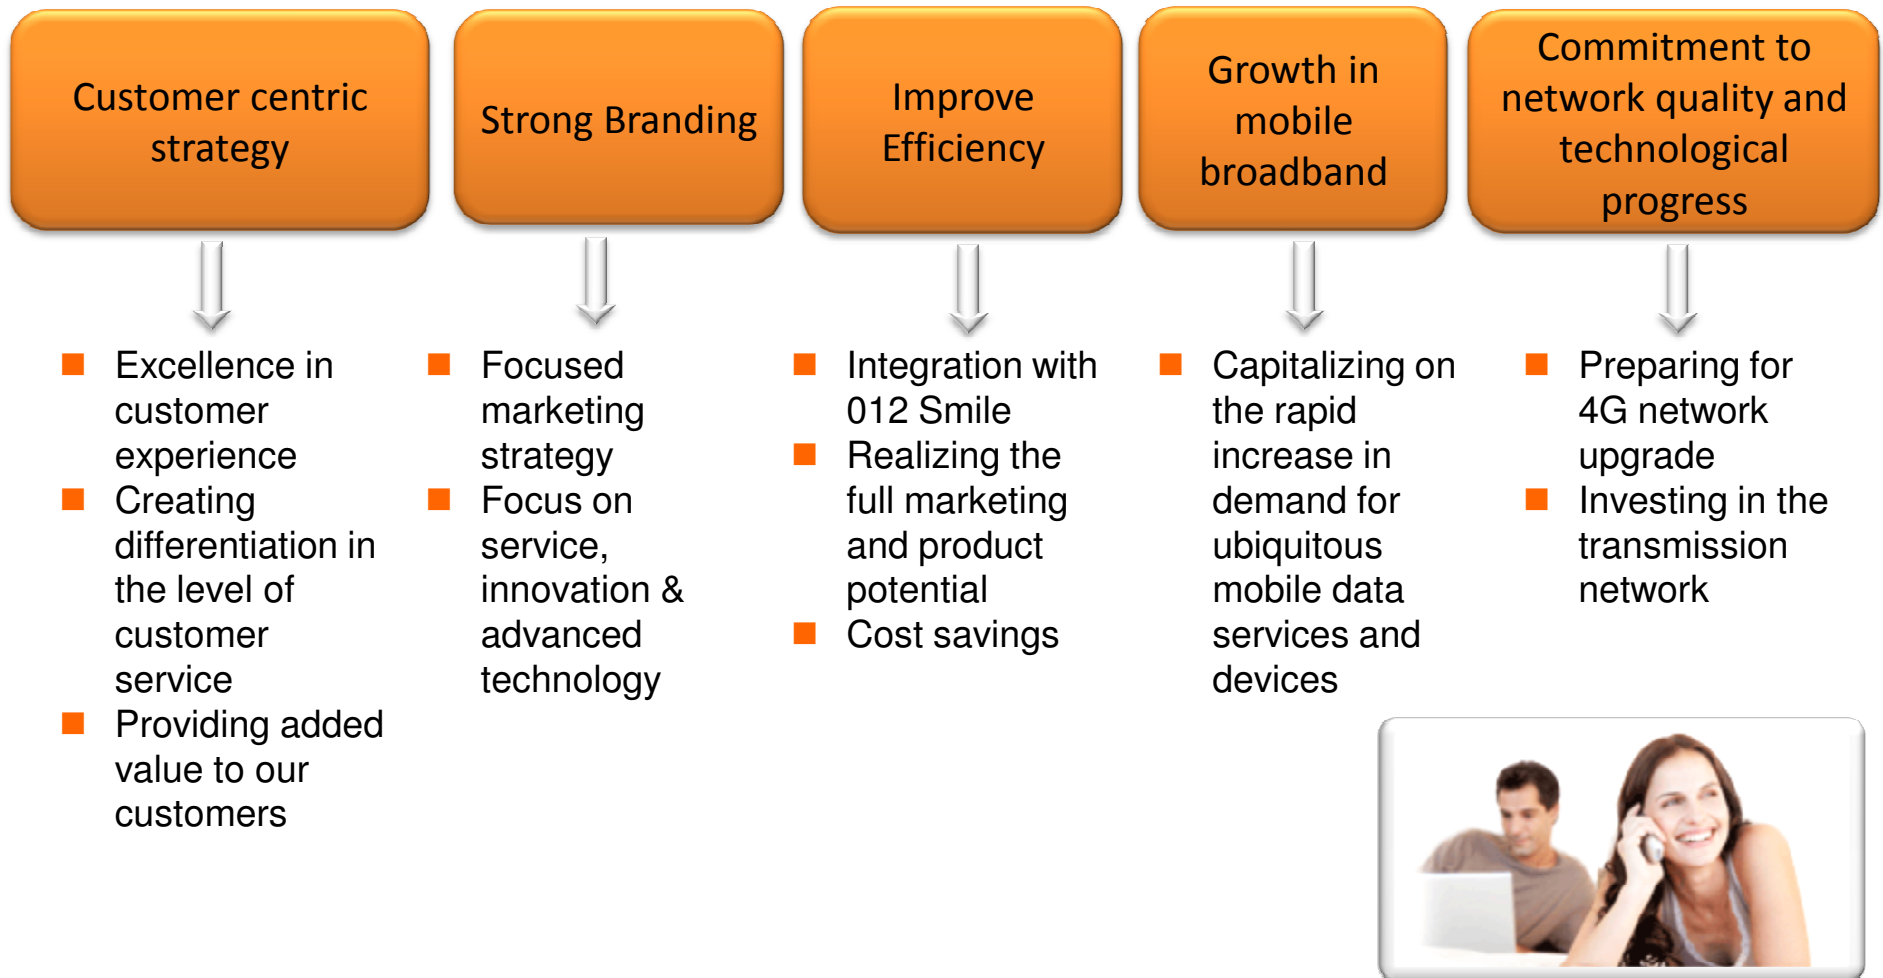 Customer centric
strategy
Strong Branding
Improve
Efficiency
Growth in
mobile
broadband
Commitment to
network quality and
technological
progress
Excellence in
customer
experience
Creating
differentiation in
the level of
customer
service
Providing added
value to our
customers
Focused
marketing
strategy
Focus on
service,
innovation &
advanced
technology
Integration with
012 Smile
Realizing the
full marketing
and product
potential
Cost savings
Capitalizing on
the rapid
increase in
demand for
ubiquitous
mobile data
services and
devices
Preparing for
4G network
upgrade
Investing in the
transmission
network